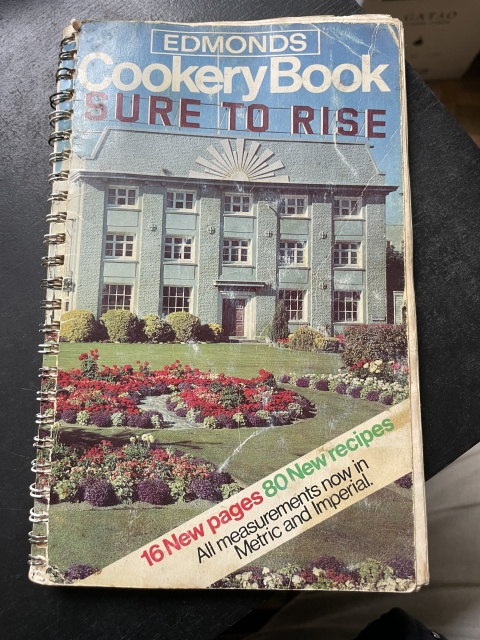 EDMONDS
Cookery Book
SURE TO RISE
16 New pages 80 New recipes
All measurements now in
Metric and Imperial.